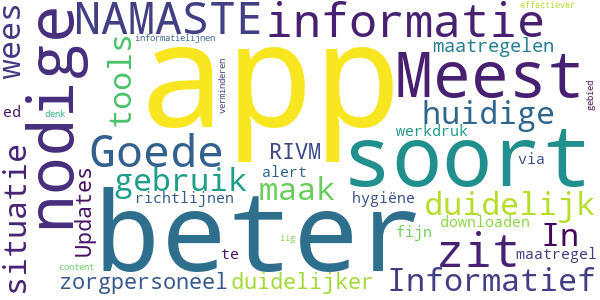 effectiever
wees
nodige
NAMASTE
informatie
informatielijnen
maatregelen
tools
app
Meest
verminderen
gebied
ed
denk
huidige
werkdruk
soort
Goede
RIVM
via
situatie
Updates
gebruik
alert
maak
richtlijnen
hygiëne
duidelijk
beter
downloaden
te
iig
fijn
zit
In
maatregel
content
zorgpersoneel
duidelijker
Informatief